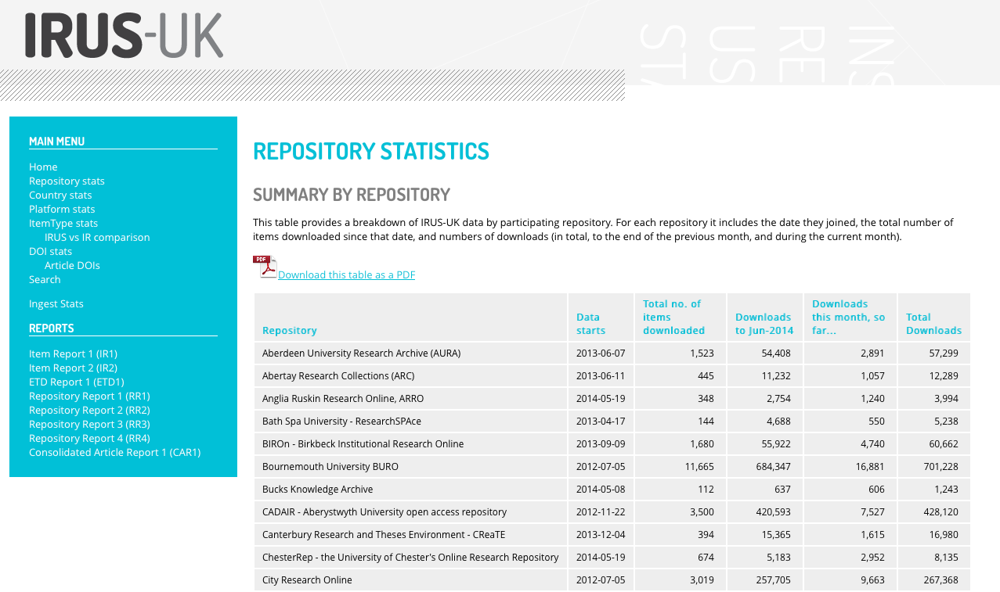 IRUS-UK
INS
RE
US
STA
MAIN MENU
Home
Repository stats
Country stats
Platform stats
ItemType stats
IRUS vs IR comparison
DOI stats
Article DOIs
Search
Ingest Stats
REPORTS
Item Report 1 (IR1)
Item Report 2 (IR2)
ETD Report 1 (ETD1)
Repository Report 1 (RR1)
Repository Report 2 (RR2)
Repository Report 3 (RR3)
Repository Report 4 (RR4)
Consolidated Article Report 1 (CAR1)
REPOSITORY STATISTICS
SUMMARY BY REPOSITORY
This table provides a breakdown of IRUS-UK data by participating repository. For each repository it includes the date they joined, the total number of
items downloaded since that date, and numbers of downloads (in total, to the end of the previous month, and during the current month).
PDF
Download this table as a PDF
Repository Data starts Total no. of items downloaded Downloads to Jun-2014 Downloads this month, so far... Total Downloads
Aberdeen University Research Archive (AURA) 2013-06-07 1,523 54,408 2,891 57,299
Abertay Research Collections (ARC) 2013-06-11 445 11,232 1,057 12,289
Anglia Ruskin Research Online, ARRO 2014-05-19 348 2,754 1,240 3,994
Bath Spa University - ResearchSPAce 2013-04-17 144 4,688 550 5,238
BIROn - Birkbeck Institutional Research Online 2013-09-09 1,680 55,922 4,740 60,662
Bournemouth University BURO 2012-07-05 11,665 684,347 16,881 701,228
Bucks Knowledge Archive 2014-05-08 112 637 606 1,243
CADAIR - Aberystwyth University open access repository 2012-11-22 3,500 420,593 7,527 428,120
Canterbury Research and Theses Environment - CReaTE 2013-12-04 394 15,365 1,615 16,980
ChesterRep - the University of Chester's Online Research Repository 2014-05-19 674 5,183 2,952 8,135
City Research Online 2012-07-05 3,019 257,705 9,663 267,368